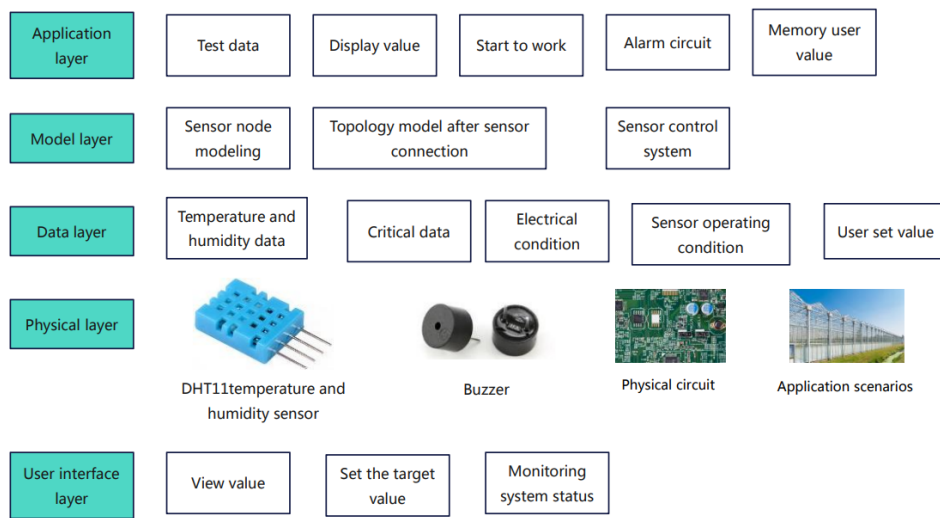 Application
layer
Test data
Display value
Start to work
Alarm circuit
Memory user
value
Model layer
Sensor node
modeling
Topology model after sensor
connection
Sensor control
system
Data layer
Temperature and
humidity data
Critical data
Electrical
condition
Sensor operating
condition
User set value
Physical layer
DHT11temperature and
humidity sensor
Buzzer
Physical circuit
Application scenarios
User interface
layer
View value
Set the target
value
Monitoring
system status